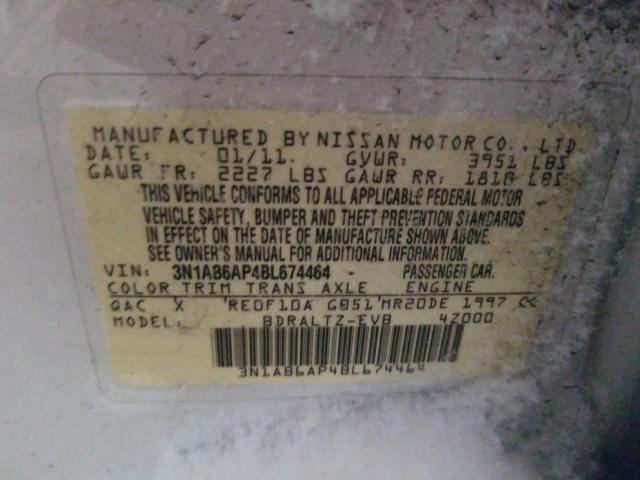 MANUFACTURED BY NISSAN MOTOR CO., LTD
DATE: 01/11. GVWR: 3951 LBS
GAWR FR: 2227 LBS GAWR RR: 1818 LBS
THIS VEHICLE CONFORMS TO ALL APPLICABLE FEDERAL MOTOR
VEHICLE SAFETY, BUMPER AND THEFT PREVENTION STANDARDS
IN EFFECT ON THE DATE OF MANUFACTURE SHOWN ABOVE.
SEE OWNER'S MANUAL FOR ADDITIONAL INFORMATION.
VIN: 3N1AB6AP4BL674464 PASSENGER CAR.
COLOR TRIM TRANS AXLE ENGINE
QAC X RE0F10A GB51 MR20DE 1997 CC
MODEL: BDRALTZ-EVB 4Z000
3N1AB6AP4BL674464